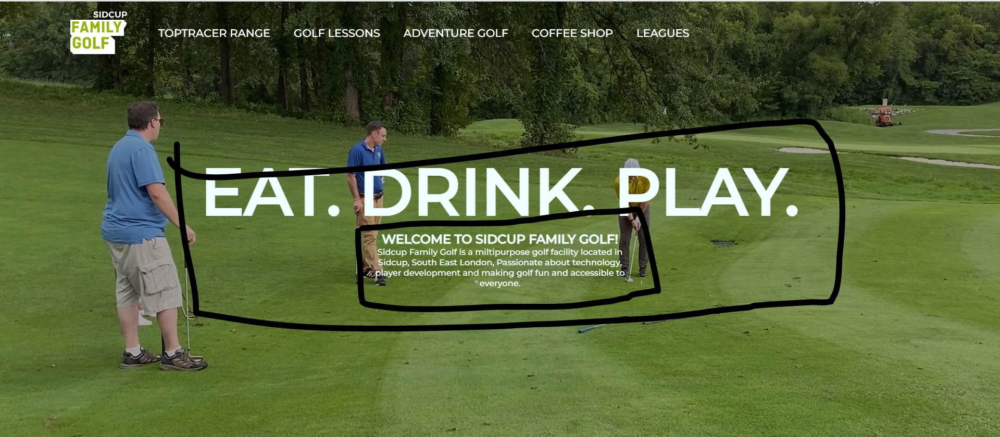 SIDCUP
FAMILY
GOLF
TOPTRACER RANGE GOLF LESSONS ADVENTURE GOLF COFFEE SHOP LEAGUES
EAT. DRINK. PLAY.
WELCOME TO SIDCUP FAMILY GOLF!
Sidcup Family Golf is a miltipurpose golf facility located in
Sidcup, South East London, Passionate about technology,
player development and making golf fun and accessible to
everyone.